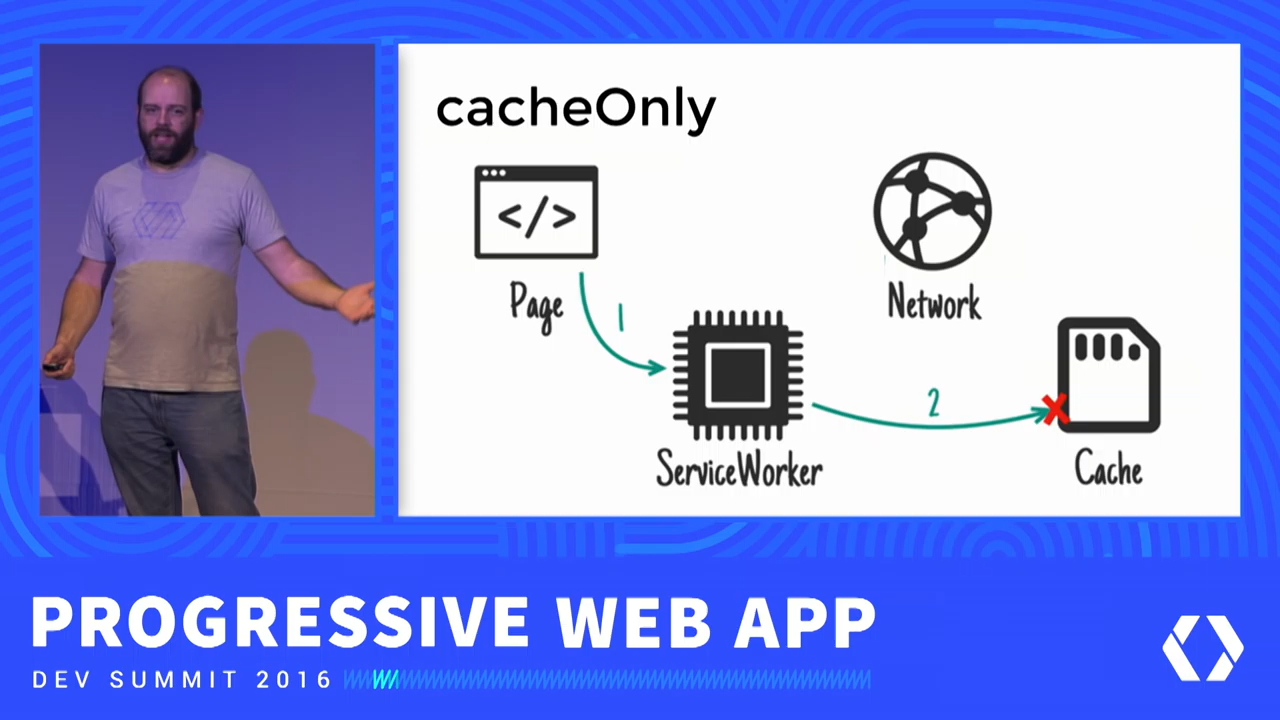 cacheOnly
</>
Page
1
Network
2
ServiceWorker
Cache
PROGRESSIVE WEB APP
DEV SUMMIT 2016